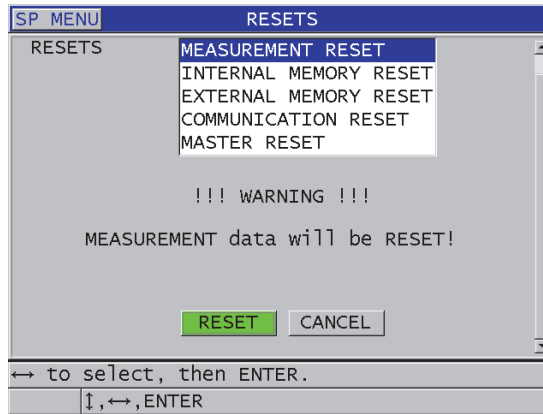 SP MENU RESETS
RESETS MEASUREMENT RESET
INTERNAL MEMORY RESET
EXTERNAL MEMORY RESET
COMMUNICATION RESET
MASTER RESET
!!! WARNING !!!
MEASUREMENT data will be RESET!
RESET CANCEL
↔ to select, then ENTER.
↕,↔,ENTER